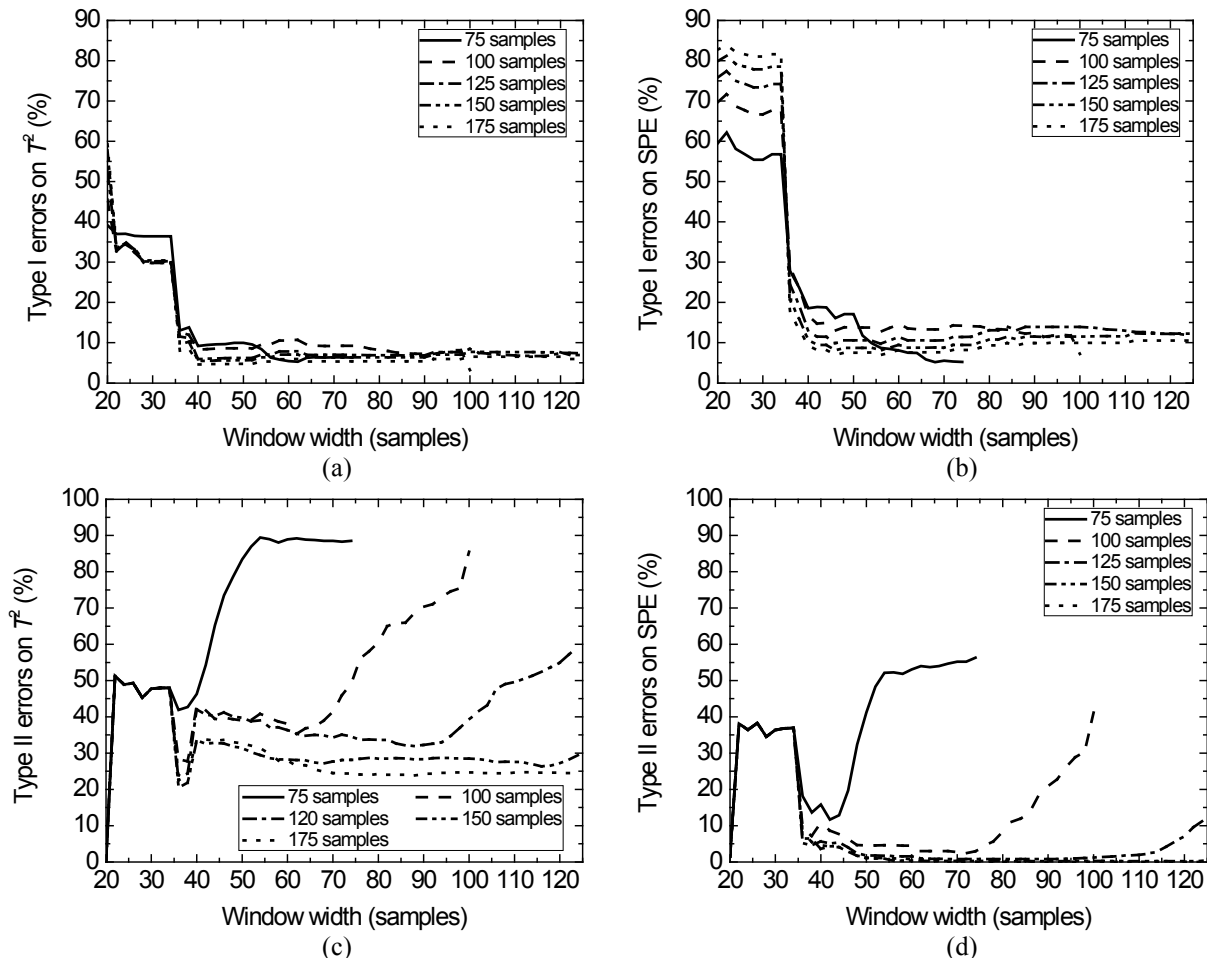 Type I errors on T² (%)
100
90
80
70
60
50
40
30
20
10
0
75 samples
100 samples
125 samples
150 samples
175 samples
20 30 40 50 60 70 80 90 100 110 120
Window width (samples)
(a)
Type I errors on SPE (%)
100
90
80
70
60
50
40
30
20
10
0
75 samples
100 samples
125 samples
150 samples
175 samples
20 30 40 50 60 70 80 90 100 110 120
Window width (samples)
(b)
Type II errors on T² (%)
100
90
80
70
60
50
40
30
20
10
0
75 samples 100 samples
120 samples 150 samples
175 samples
20 30 40 50 60 70 80 90 100 110 120
Window width (samples)
(c)
Type II errors on SPE (%)
100
90
80
70
60
50
40
30
20
10
0
75 samples
100 samples
125 samples
150 samples
175 samples
20 30 40 50 60 70 80 90 100 110 120
Window width (samples)
(d)